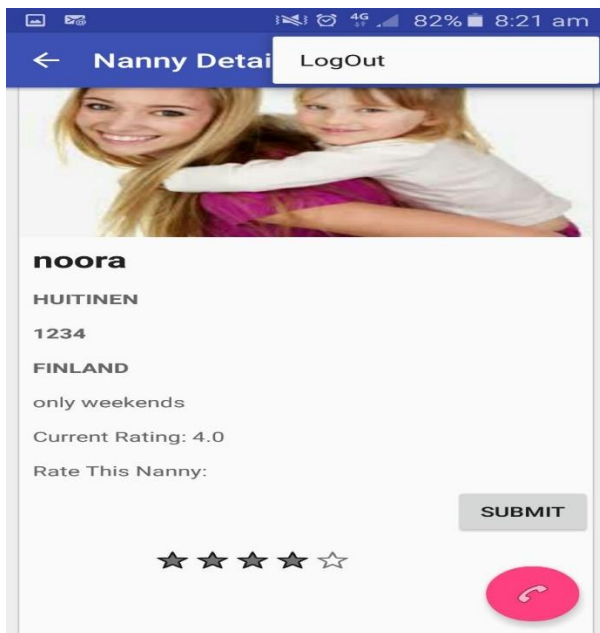 4G 82% 8:21 am
Nanny Detai LogOut
noora
HUITINEN
1234
FINLAND
only weekends
Current Rating: 4.0
Rate This Nanny:
SUBMIT